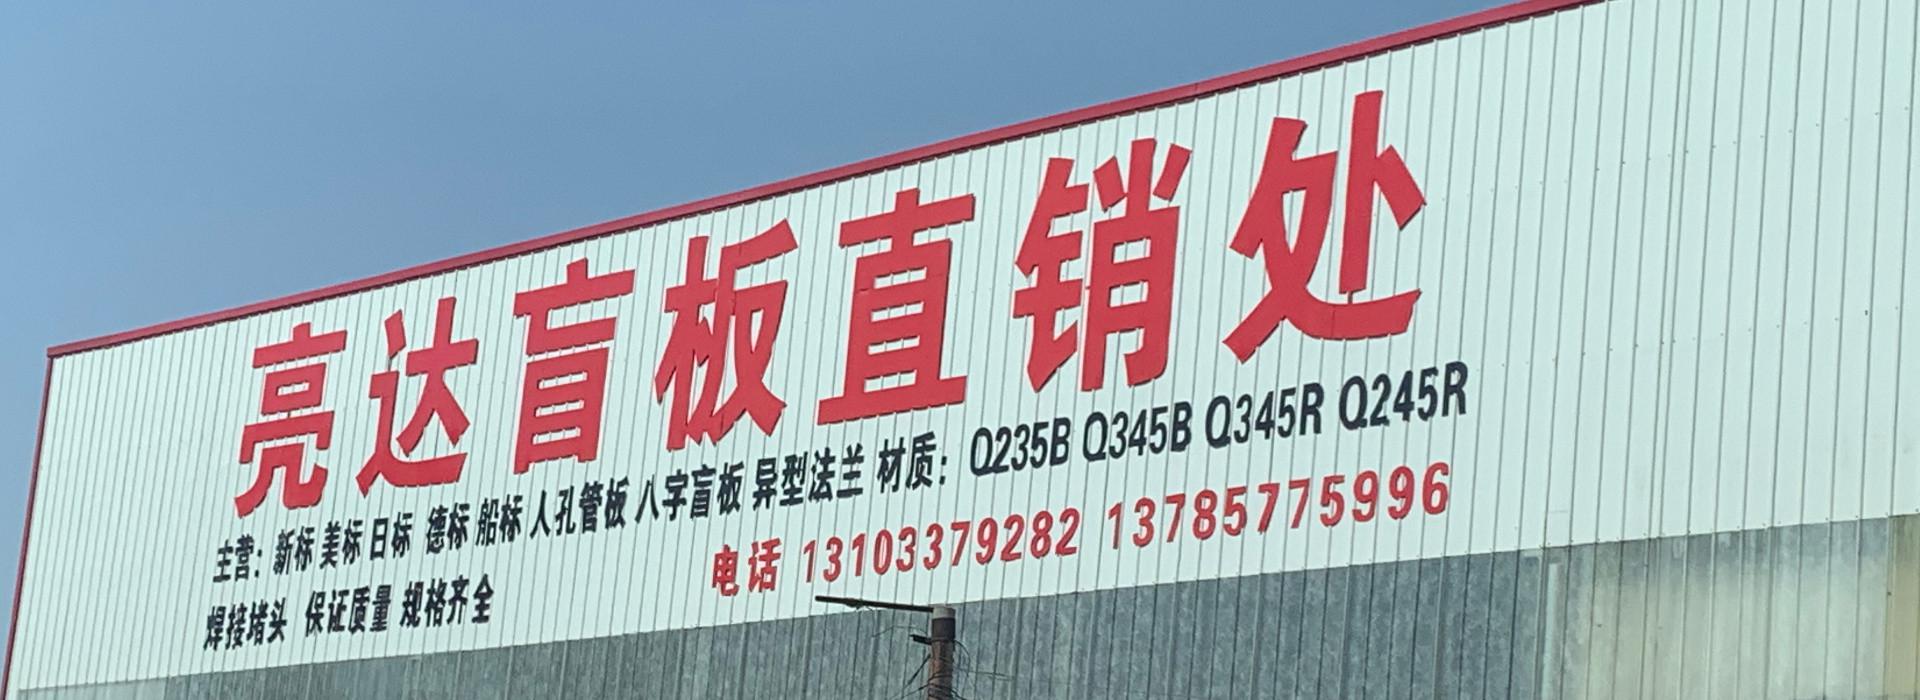 亮达盲板直销处
主营：新标 美标 日标 德标 船标 人孔管板 八字盲板 异型法兰 材质：Q235B Q345B Q345R Q245R
焊接堵头 保证质量 规格齐全
电话 13103379282 13785775996